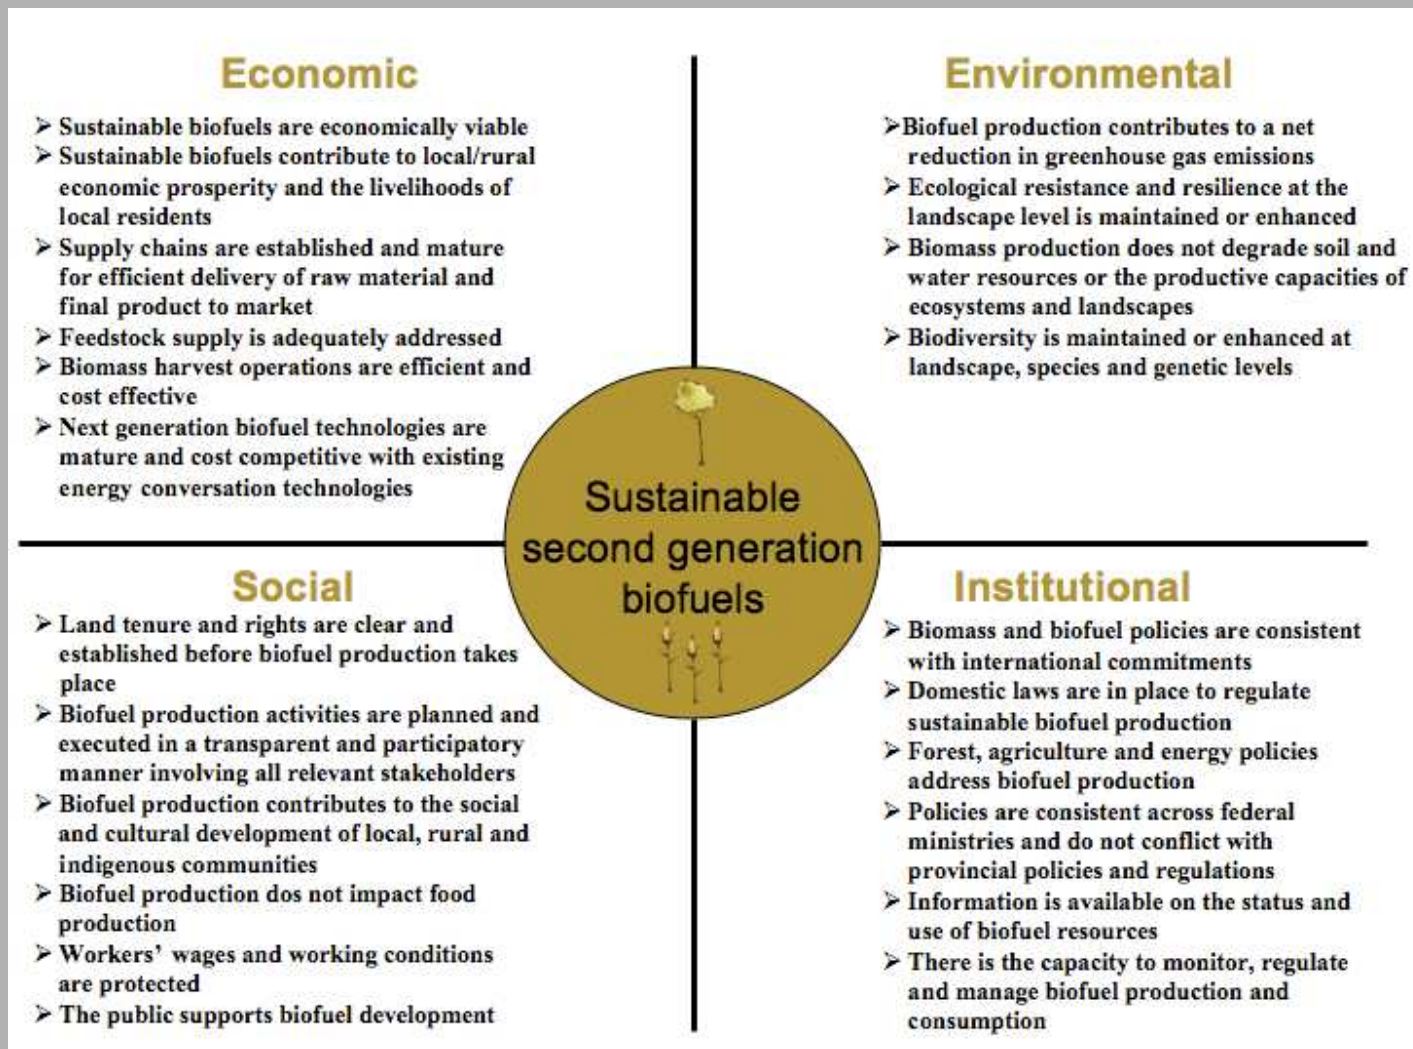 Economic
➢ Sustainable biofuels are economically viable
➢ Sustainable biofuels contribute to local/rural
economic prosperity and the livelihoods of
local residents
➢ Supply chains are established and mature
for efficient delivery of raw material and
final product to market
➢ Feedstock supply is adequately addressed
➢ Biomass harvest operations are efficient and
cost effective
➢ Next generation biofuel technologies are
mature and cost competitive with existing
energy conversation technologies
Environmental
➢Biofuel production contributes to a net
reduction in greenhouse gas emissions
➢ Ecological resistance and resilience at the
landscape level is maintained or enhanced
➢ Biomass production does not degrade soil and
water resources or the productive capacities of
ecosystems and landscapes
➢ Biodiversity is maintained or enhanced at
landscape, species and genetic levels
Sustainable
second generation
biofuels
Social
➢ Land tenure and rights are clear and
established before biofuel production takes
place
➢ Biofuel production activities are planned and
executed in a transparent and participatory
manner involving all relevant stakeholders
➢ Biofuel production contributes to the social
and cultural development of local, rural and
indigenous communities
➢ Biofuel production dos not impact food
production
➢ Workers' wages and working conditions
are protected
➢ The public supports biofuel development
Institutional
➢ Biomass and biofuel policies are consistent
with international commitments
➢ Domestic laws are in place to regulate
sustainable biofuel production
➢ Forest, agriculture and energy policies
address biofuel production
➢ Policies are consistent across federal
ministries and do not conflict with
provincial policies and regulations
➢ Information is available on the status and
use of biofuel resources
➢ There is the capacity to monitor, regulate
and manage biofuel production and
consumption